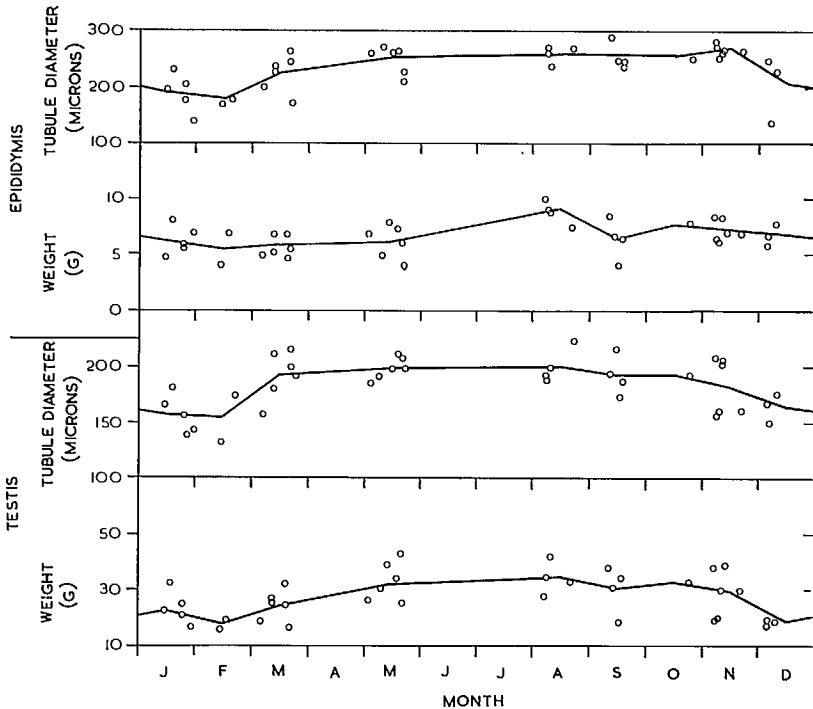 EPIDIDYMIS
TUBULE DIAMETER
(MICRONS)
300
200
100
WEIGHT
(G)
10
5
0
TESTIS
TUBULE DIAMETER
(MICRONS)
200
150
100
WEIGHT
(G)
50
30
10
J F M A M J J A S O N D
MONTH